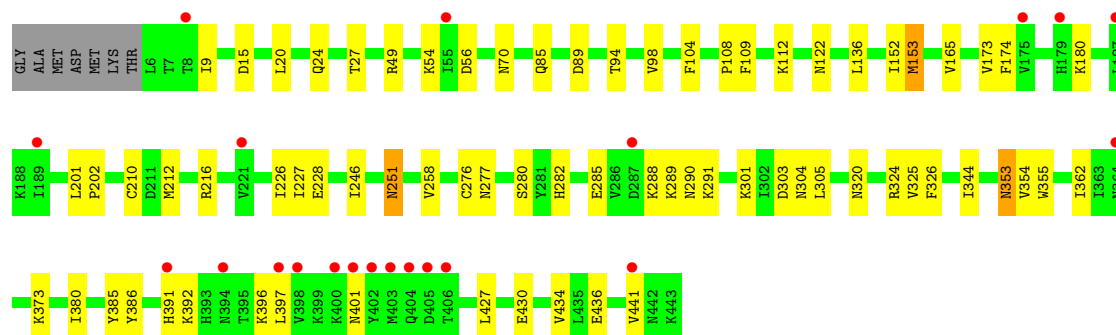 GLY ALA MET ASP MET LYS THR L6 T7 T8 I9 D15 L20 Q24 T27 R49 K54 I55 D56 N70 Q85 D89 T94 V98 F104 P108 F109 K112 N122 L136 I152 M153 V165 V173 F174 V175 H179 K180
K188 I189 L201 P202 C210 D211 M212 R216 V221 I226 I227 E228 I246 N251 V258 C276 N277 S280 Y281 H282 E285 V286 D287 K288 K289 N290 K291 K301 I302 D303 N304 L305 N320 R324 V325 F326 I344 N353 V354 W355 I362 I363
K373 I380 Y385 Y386 H391 K392 H393 N394 T395 K396 L397 V398 K399 K400 N401 Y402 M403 Q404 D405 T406 L427 E430 V434 L435 E436 V441 N442 K443